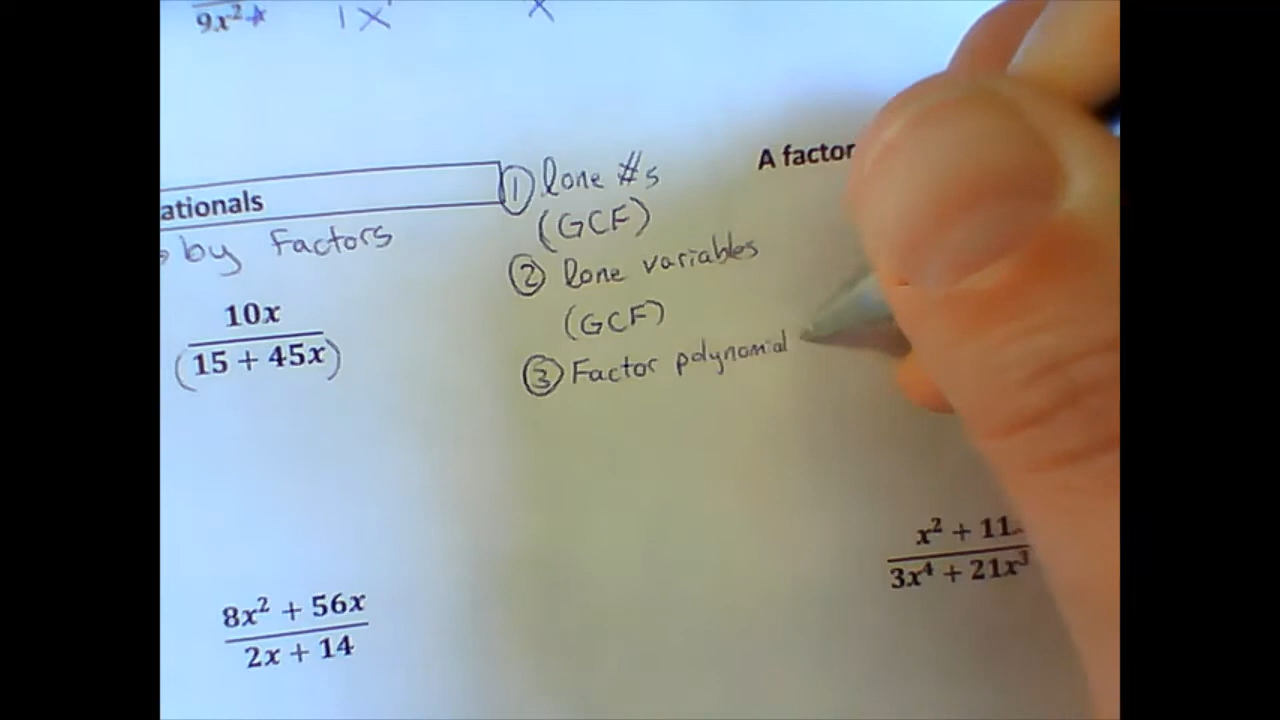 9x²
1x
x
ationals
by Factors
① lone #s
(GCF)
② lone variables
(GCF)
③ Factor polynomial
A factor
10x
(15 + 45x)
x² + 11
3x⁴ + 21x³
8x² + 56x
2x + 14